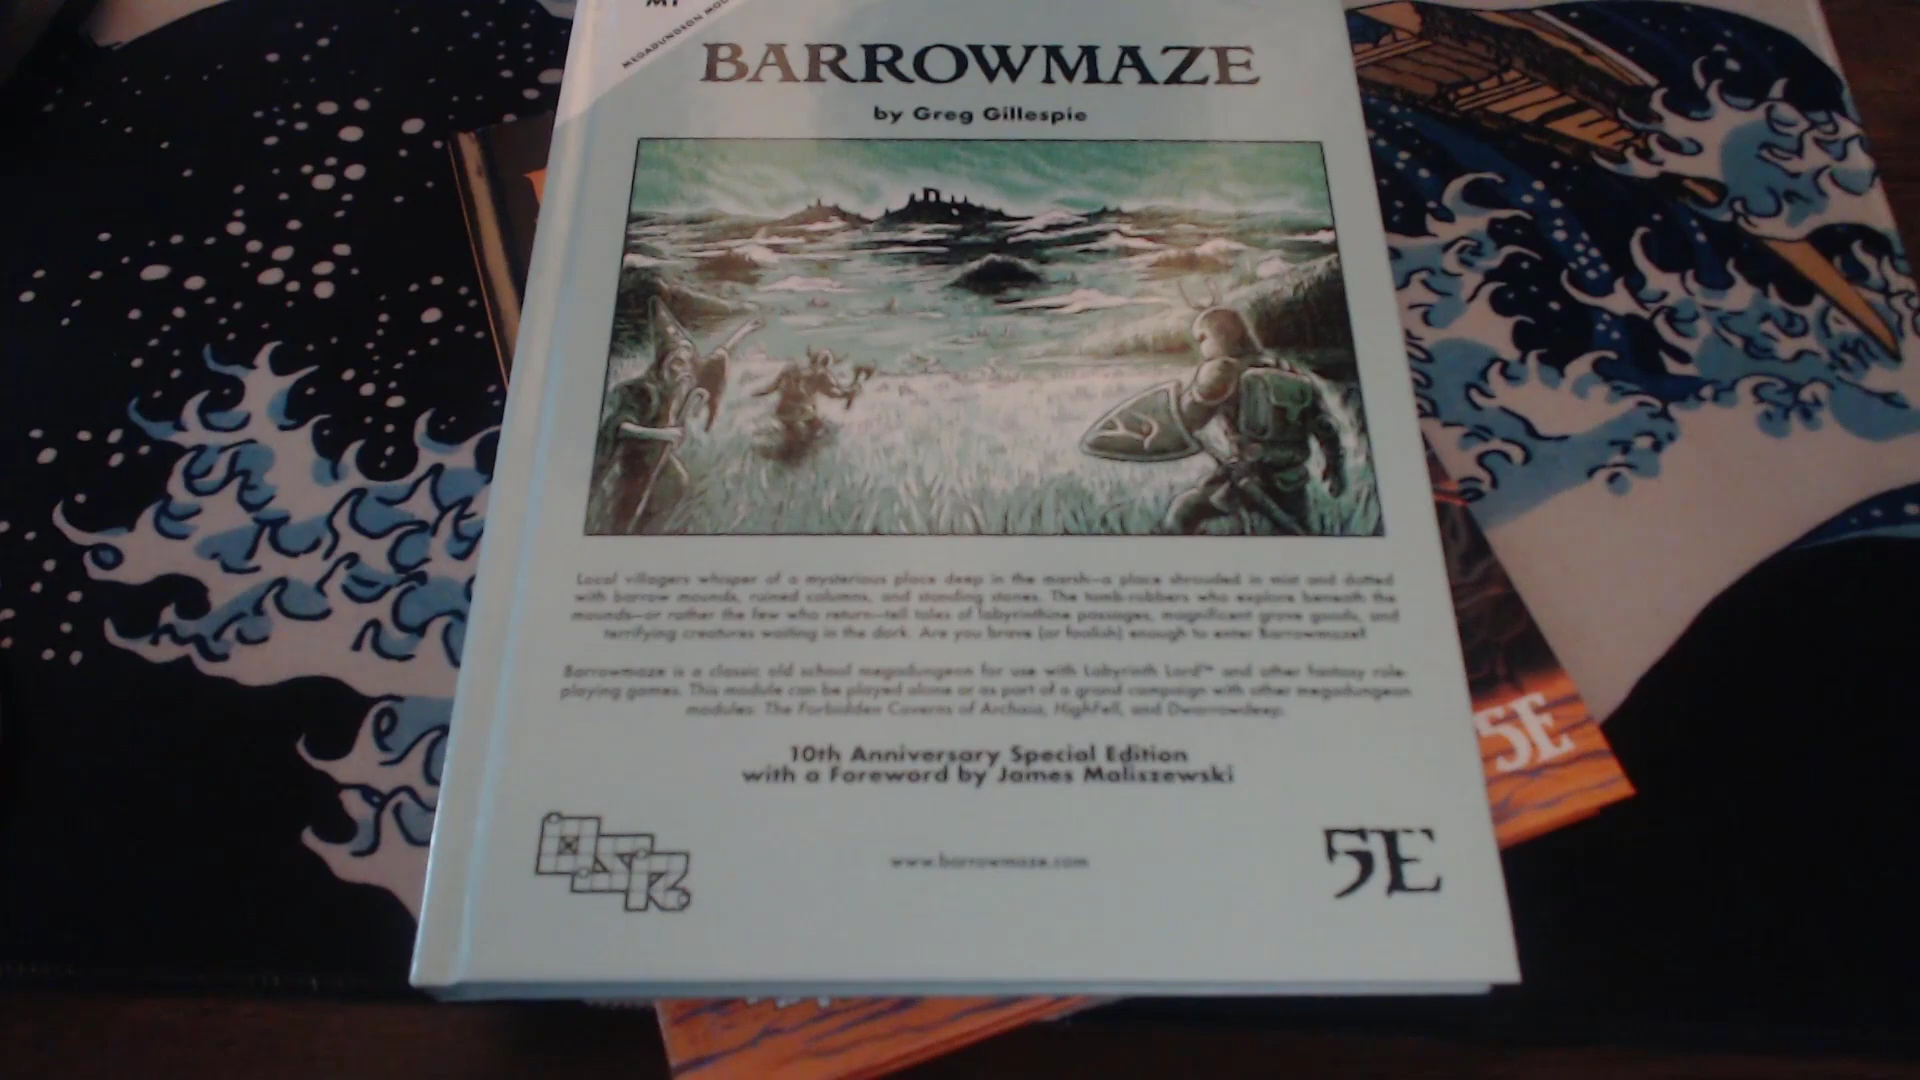 M1
MEGADUNGEON MOD
BARROWMAZE
by Greg Gillespie
Local villagers whisper of a mysterious place deep in the marsh—a place shrouded in mist and dotted
with barrow mounds, ruined columns, and standing stones. The tomb-robbers who explore beneath the
mounds—or rather the few who return—tell tales of labyrinthine passages, magnificent grave goods, and
terrifying creatures waiting in the dark. Are you brave (or foolish) enough to enter Barrowmaze?
Barrowmaze is a classic old school megadungeon for use with Labyrinth Lord™ and other fantasy role-
playing games. This module can be played alone or as part of a grand campaign with other megadungeon
modules: The Forbidden Caverns of Archaia, HighFell, and Dwarrowdeep.
10th Anniversary Special Edition
with a Foreword by James Maliszewski
OSR
www.barrowmaze.com
5E
5E